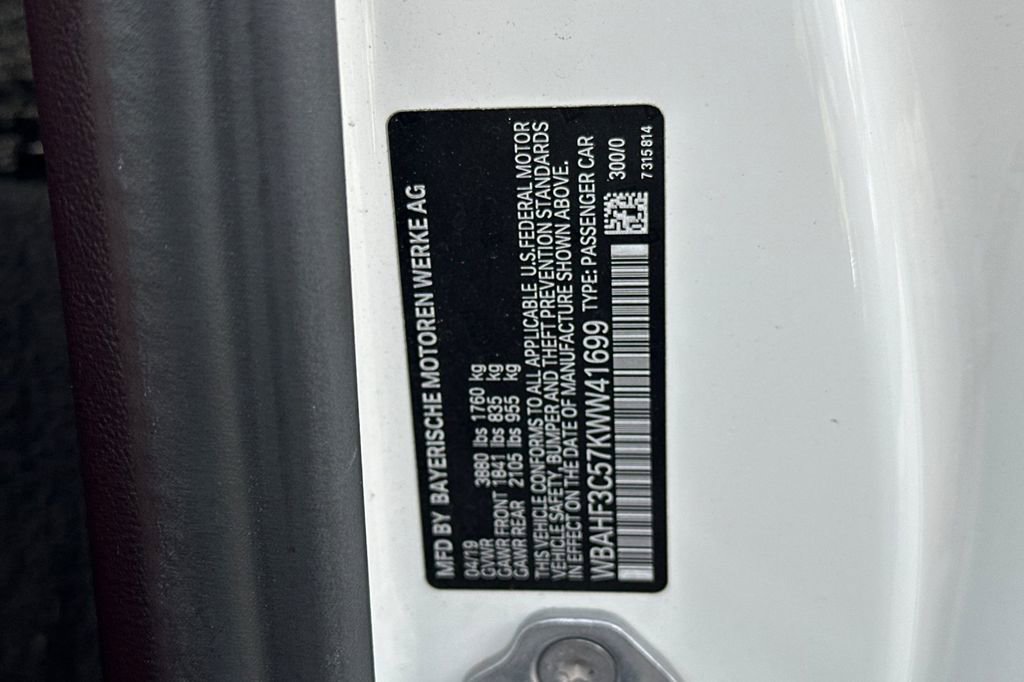 MFD BY BAYERISCHE MOTOREN WERKE AG
04/19
GVWR 3880 lbs 1760 kg
GAWR FRONT 1841 lbs 835 kg
GAWR REAR 2105 lbs 955 kg
THIS VEHICLE CONFORMS TO ALL APPLICABLE U.S.FEDERAL MOTOR
VEHICLE SAFETY, BUMPER AND THEFT PREVENTION STANDARDS
IN EFFECT ON THE DATE OF MANUFACTURE SHOWN ABOVE.
WBAHF3C57KWW41699 TYPE: PASSENGER CAR
300/0
7 315 814